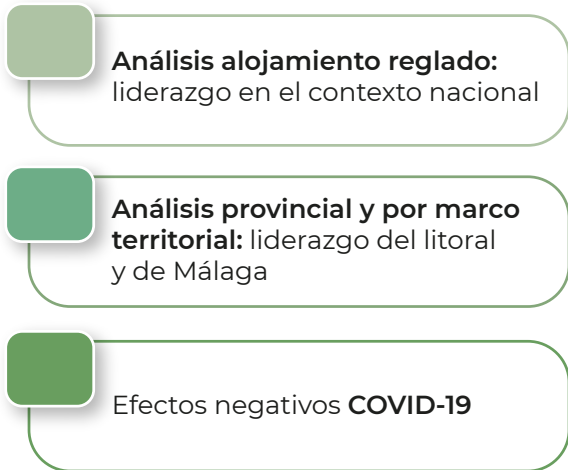 Análisis alojamiento reglado:
liderazgo en el contexto nacional
Análisis provincial y por marco
territorial: liderazgo del litoral
y de Málaga
Efectos negativos COVID-19